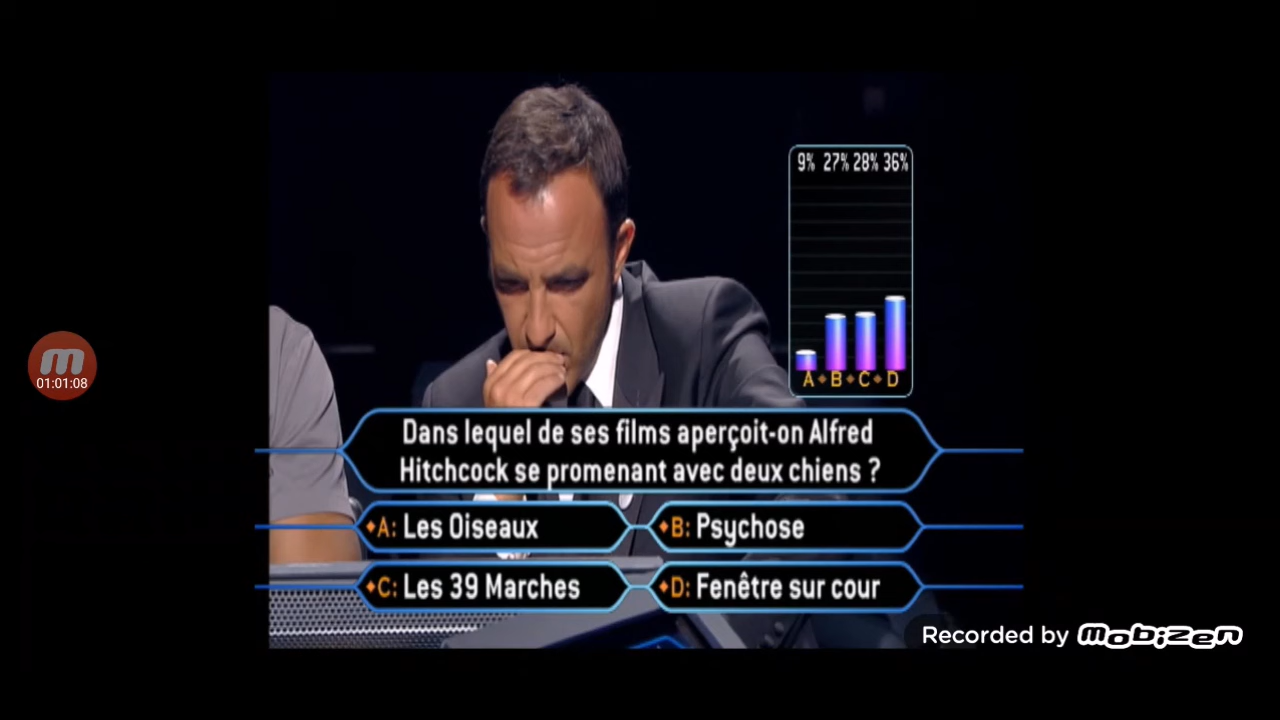 9% 27% 28% 36%
A B C D
Dans lequel de ses films aperçoit-on Alfred
Hitchcock se promenant avec deux chiens ?
A: Les Oiseaux
B: Psychose
C: Les 39 Marches
D: Fenêtre sur cour
01:01:08
Recorded by mobizen